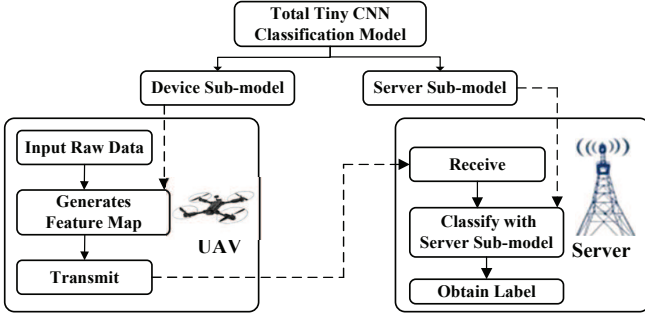 Total Tiny CNN
Classification Model
Device Sub-model
Server Sub-model
Input Raw Data
Generates
Feature Map
Transmit
UAV
Receive
Classify with
Server Sub-model
Obtain Label
Server